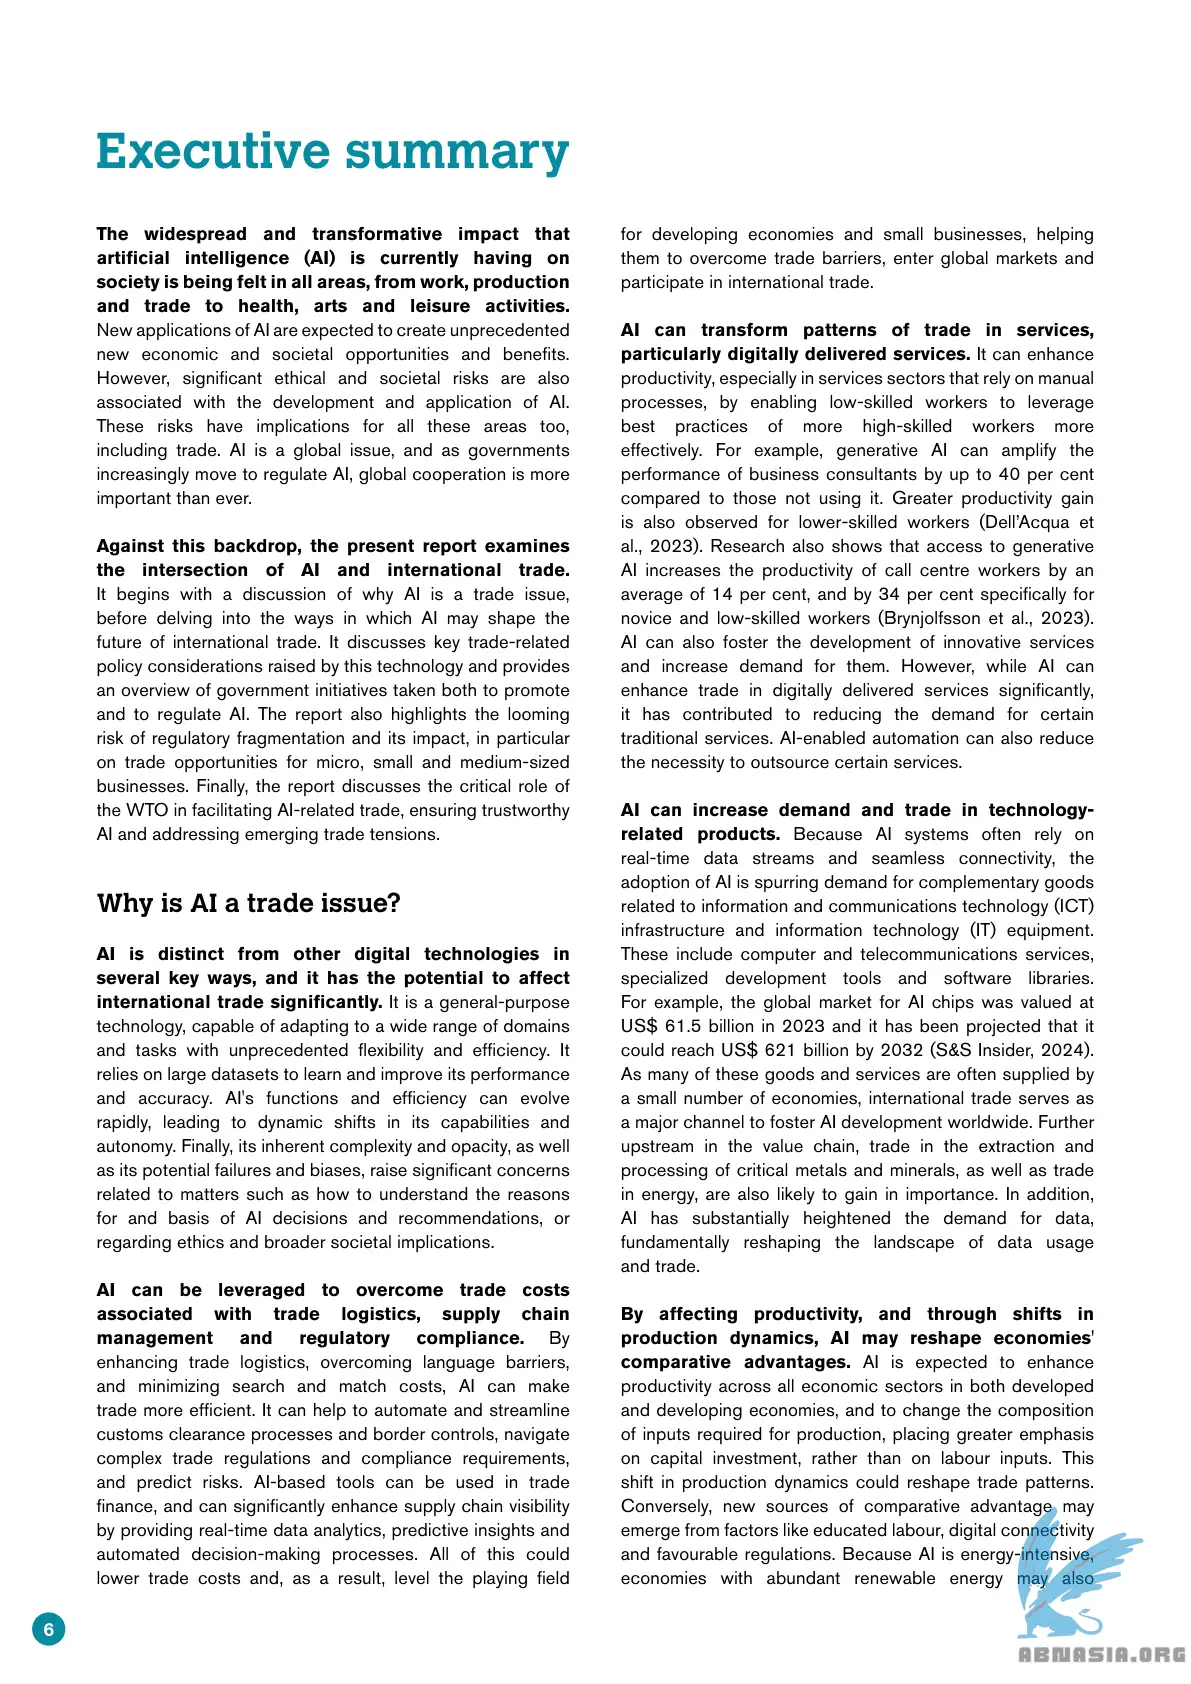 Executive summary
The widespread and transformative impact that
artificial intelligence (AI) is currently having on
society is being felt in all areas, from work, production
and trade to health, arts and leisure activities.
New applications of AI are expected to create unprecedented
new economic and societal opportunities and benefits.
However, significant ethical and societal risks are also
associated with the development and application of AI.
These risks have implications for all these areas too,
including trade. AI is a global issue, and as governments
increasingly move to regulate AI, global cooperation is more
important than ever.
Against this backdrop, the present report examines
the intersection of AI and international trade.
It begins with a discussion of why AI is a trade issue,
before delving into the ways in which AI may shape the
future of international trade. It discusses key trade-related
policy considerations raised by this technology and provides
an overview of government initiatives taken both to promote
and to regulate AI. The report also highlights the looming
risk of regulatory fragmentation and its impact, in particular
on trade opportunities for micro, small and medium-sized
businesses. Finally, the report discusses the critical role of
the WTO in facilitating AI-related trade, ensuring trustworthy
AI and addressing emerging trade tensions.
Why is AI a trade issue?
AI is distinct from other digital technologies in
several key ways, and it has the potential to affect
international trade significantly. It is a general-purpose
technology, capable of adapting to a wide range of domains
and tasks with unprecedented flexibility and efficiency. It
relies on large datasets to learn and improve its performance
and accuracy. AI's functions and efficiency can evolve
rapidly, leading to dynamic shifts in its capabilities and
autonomy. Finally, its inherent complexity and opacity, as well
as its potential failures and biases, raise significant concerns
related to matters such as how to understand the reasons
for and basis of AI decisions and recommendations, or
regarding ethics and broader societal implications.
AI can be leveraged to overcome trade costs
associated with trade logistics, supply chain
management and regulatory compliance. By
enhancing trade logistics, overcoming language barriers,
and minimizing search and match costs, AI can make
trade more efficient. It can help to automate and streamline
customs clearance processes and border controls, navigate
complex trade regulations and compliance requirements,
and predict risks. AI-based tools can be used in trade
finance, and can significantly enhance supply chain visibility
by providing real-time data analytics, predictive insights and
automated decision-making processes. All of this could
lower trade costs and, as a result, level the playing field
for developing economies and small businesses, helping
them to overcome trade barriers, enter global markets and
participate in international trade.
AI can transform patterns of trade in services,
particularly digitally delivered services. It can enhance
productivity, especially in services sectors that rely on manual
processes, by enabling low-skilled workers to leverage
best practices of more high-skilled workers more
effectively. For example, generative AI can amplify the
performance of business consultants by up to 40 per cent
compared to those not using it. Greater productivity gain
is also observed for lower-skilled workers (Dell’Acqua et
al., 2023). Research also shows that access to generative
AI increases the productivity of call centre workers by an
average of 14 per cent, and by 34 per cent specifically for
novice and low-skilled workers (Brynjolfsson et al., 2023).
AI can also foster the development of innovative services
and increase demand for them. However, while AI can
enhance trade in digitally delivered services significantly,
it has contributed to reducing the demand for certain
traditional services. AI-enabled automation can also reduce
the necessity to outsource certain services.
AI can increase demand and trade in technology-
related products. Because AI systems often rely on
real-time data streams and seamless connectivity, the
adoption of AI is spurring demand for complementary goods
related to information and communications technology (ICT)
infrastructure and information technology (IT) equipment.
These include computer and telecommunications services,
specialized development tools and software libraries.
For example, the global market for AI chips was valued at
US$ 61.5 billion in 2023 and it has been projected that it
could reach US$ 621 billion by 2032 (S&S Insider, 2024).
As many of these goods and services are often supplied by
a small number of economies, international trade serves as
a major channel to foster AI development worldwide. Further
upstream in the value chain, trade in the extraction and
processing of critical metals and minerals, as well as trade
in energy, are also likely to gain in importance. In addition,
AI has substantially heightened the demand for data,
fundamentally reshaping the landscape of data usage
and trade.
By affecting productivity, and through shifts in
production dynamics, AI may reshape economies'
comparative advantages. AI is expected to enhance
productivity across all economic sectors in both developed
and developing economies, and to change the composition
of inputs required for production, placing greater emphasis
on capital investment, rather than on labour inputs. This
shift in production dynamics could reshape trade patterns.
Conversely, new sources of comparative advantage may
emerge from factors like educated labour, digital connectivity
and favourable regulations. Because AI is energy-intensive,
economies with abundant renewable energy may also
6
ABNASIA.ORG